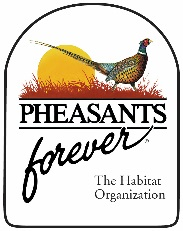 PHEASANTS
forever
The Habitat
Organization